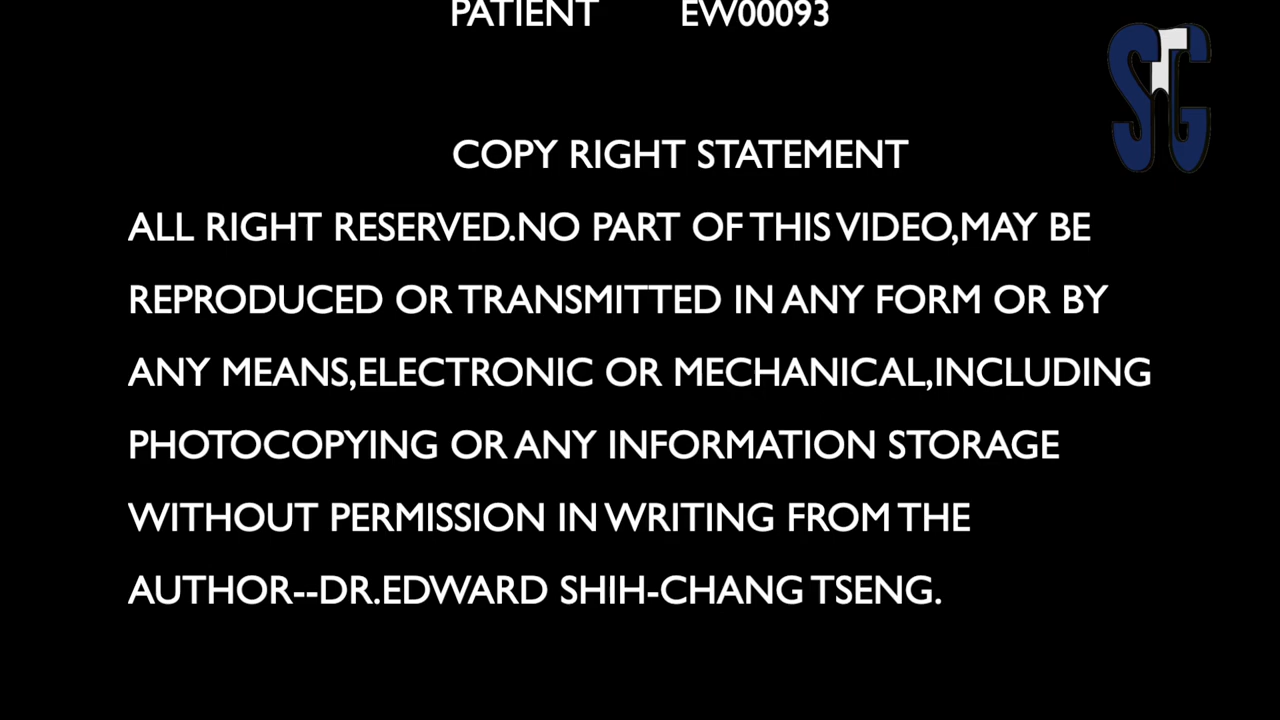 PATIENT EW00093
STG
COPY RIGHT STATEMENT
ALL RIGHT RESERVED.NO PART OF THIS VIDEO,MAY BE
REPRODUCED OR TRANSMITTED IN ANY FORM OR BY
ANY MEANS,ELECTRONIC OR MECHANICAL,INCLUDING
PHOTOCOPYING OR ANY INFORMATION STORAGE
WITHOUT PERMISSION IN WRITING FROM THE
AUTHOR--DR.EDWARD SHIH-CHANG TSENG.